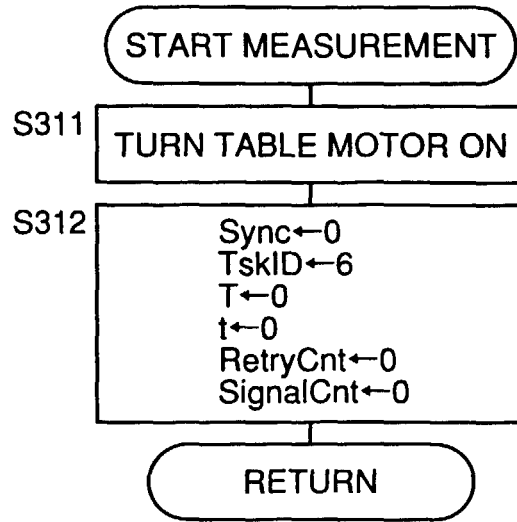 START MEASUREMENT
S311
TURN TABLE MOTOR ON
S312
Sync←0
TskID←6
T←0
t←0
RetryCnt←0
SignalCnt←0
RETURN